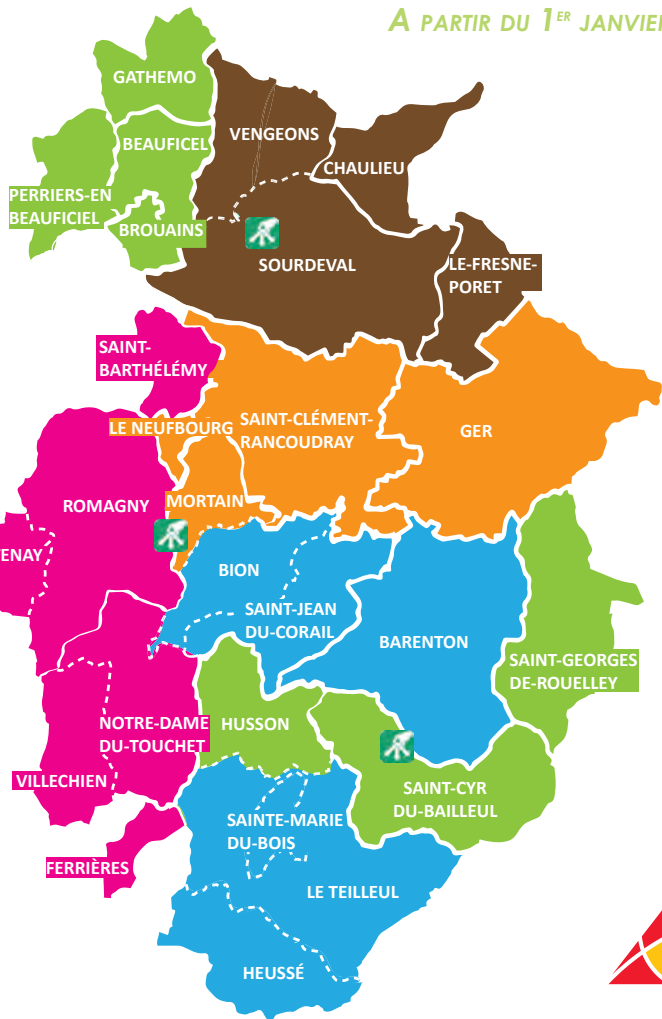 A PARTIR DU 1ER JANVIER
GATHEMO
VENGEONS
BEAUFICEL
CHAULIEU
PERRIERS-EN
BEAUFICIEL
BROUAINS
SOURDEVAL
LE-FRESNE-
PORET
SAINT-
BARTHÉLÉMY
LE NEUFBOURG
SAINT-CLÉMENT-
RANCOUDRAY
GER
ROMAGNY
MORTAIN
TENAY
BION
SAINT-JEAN
DU-CORAIL
BARENTON
SAINT-GEORGES
DE-ROUELLEY
NOTRE-DAME
DU-TOUCHET
HUSSON
VILLECHIEN
SAINT-CYR
DU-BAILLEUL
SAINTE-MARIE
DU-BOIS
FERRIÈRES
LE TEILLEUL
HEUSSÉ